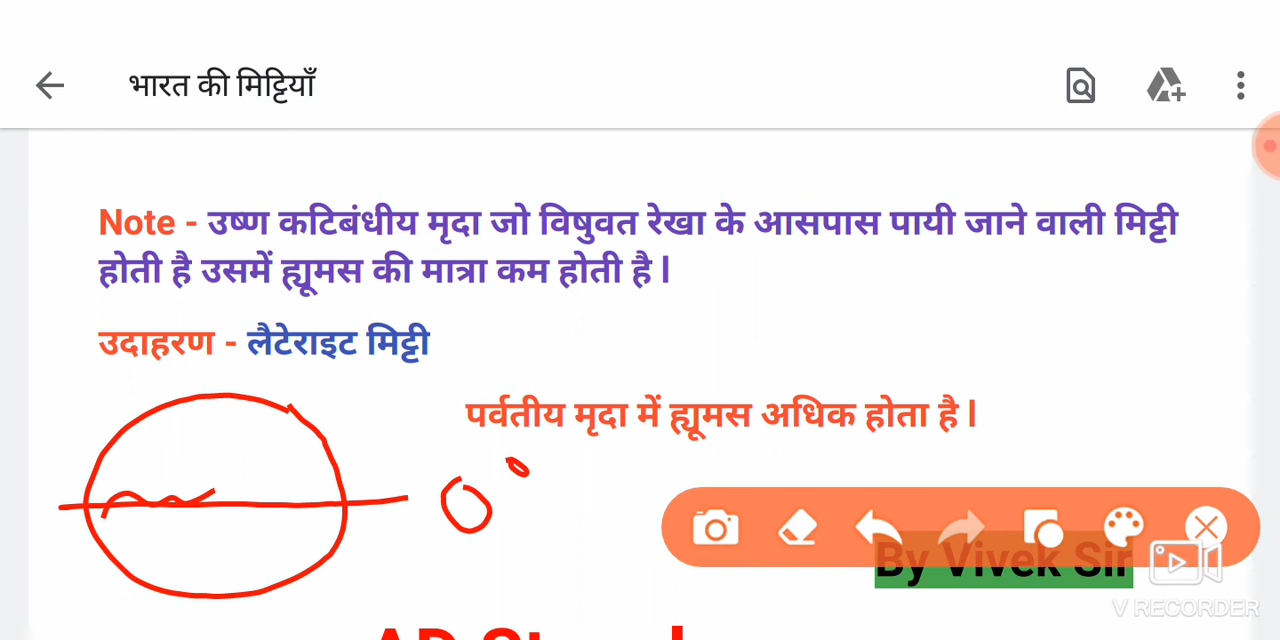 भारत की मिट्टियाँ
Note - उष्ण कटिबंधीय मृदा जो विषुवत रेखा के आसपास पायी जाने वाली मिट्टी
होती है उसमें ह्यूमस की मात्रा कम होती है।
उदाहरण - लैटेराइट मिट्टी
पर्वतीय मृदा में ह्यूमस अधिक होता है।
0°
By Vivek Sir
V RECORDER